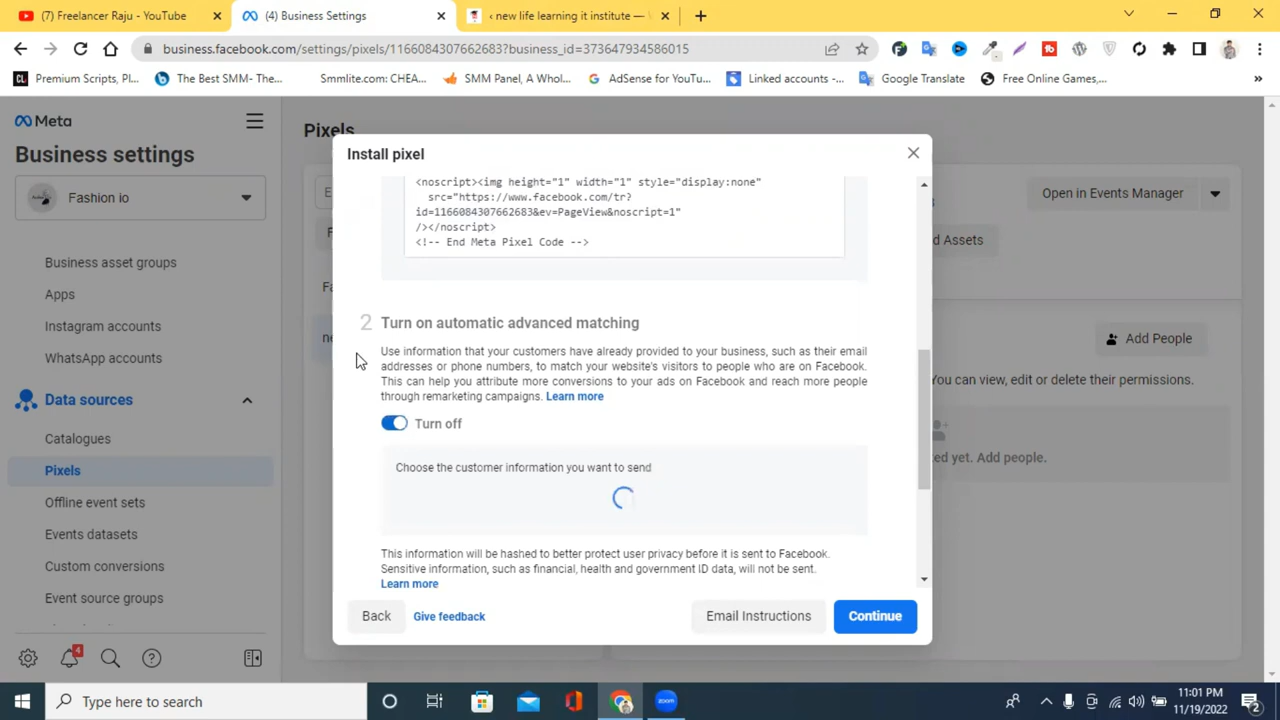 (7) Freelancer Raju - YouTube
(4) Business Settings
‹ new life learning it institute —
business.facebook.com/settings/pixels/1166084307662683?business_id=373647934586015
Premium Scripts, Pl...
The Best SMM- The...
Smmlite.com: CHEA...
SMM Panel, A Whol...
AdSense for YouTu...
Linked accounts -...
Google Translate
Free Online Games,...
»
Meta
Business settings
Fashion io
Business asset groups
Apps
Instagram accounts
WhatsApp accounts
Data sources
Catalogues
Pixels
Offline event sets
Events datasets
Custom conversions
Event source groups
4
Pixels
Open in Events Manager
d Assets
Add People
You can view, edit or delete their permissions.
ted yet. Add people.
Install pixel
<noscript><img height="1" width="1" style="display:none"
src="https://www.facebook.com/tr?
id=1166084307662683&ev=PageView&noscript=1"
/></noscript>
<!-- End Meta Pixel Code -->
2 Turn on automatic advanced matching
Use information that your customers have already provided to your business, such as their email
addresses or phone numbers, to match your website's visitors to people who are on Facebook.
This can help you attribute more conversions to your ads on Facebook and reach more people
through remarketing campaigns. Learn more
Turn off
Choose the customer information you want to send
This information will be hashed to better protect user privacy before it is sent to Facebook.
Sensitive information, such as financial, health and government ID data, will not be sent.
Learn more
Back
Give feedback
Email Instructions
Continue
Type here to search
zoom
11:01 PM
11/19/2022
2